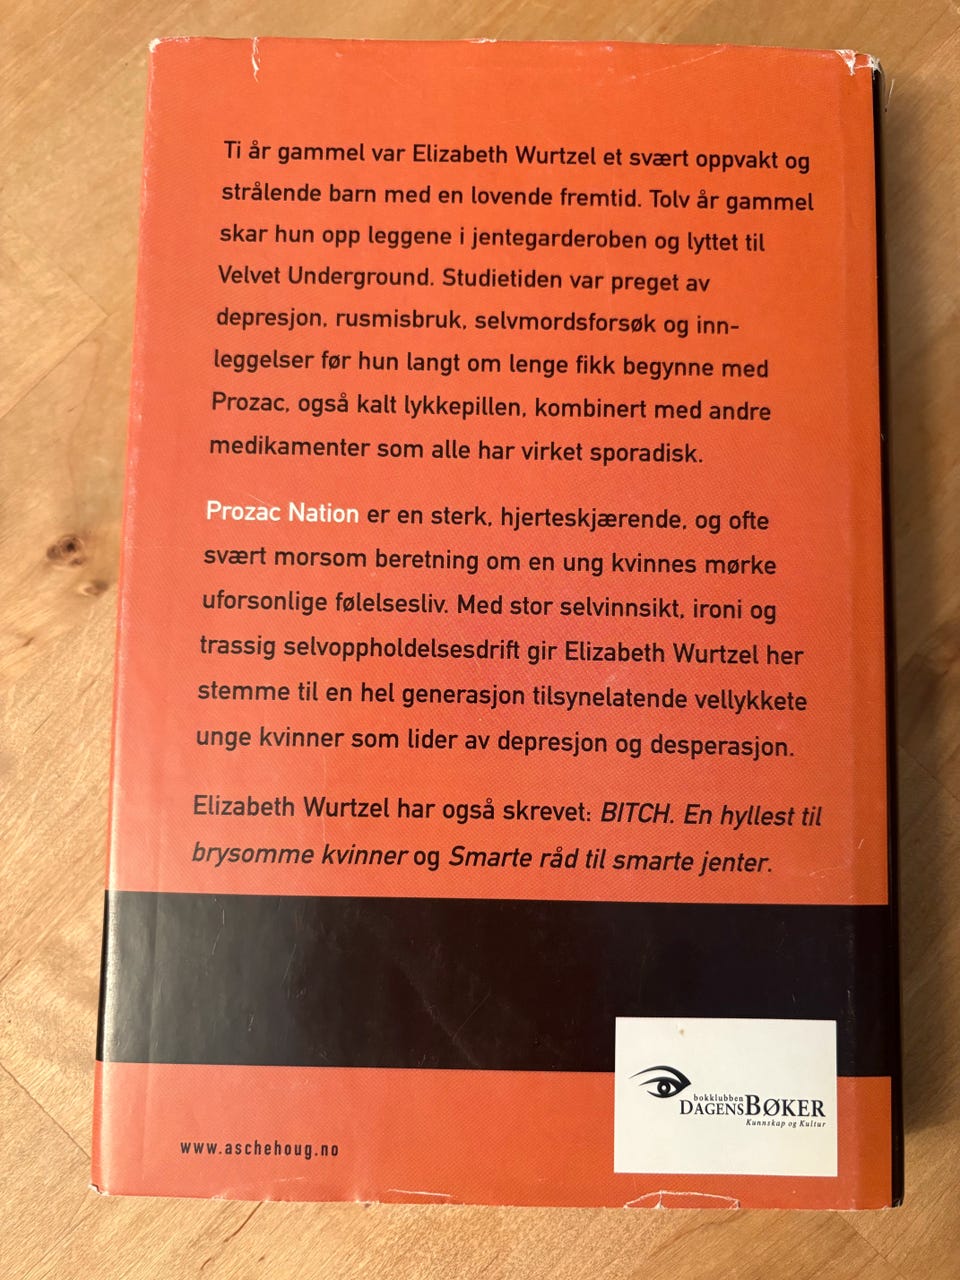 Ti år gammel var Elizabeth Wurtzel et svært oppvakt og
strålende barn med en lovende fremtid. Tolv år gammel
skar hun opp leggene i jentegarderoben og lyttet til
Velvet Underground. Studietiden var preget av
depresjon, rusmisbruk, selvmordsforsøk og inn-
leggelser før hun langt om lenge fikk begynne med
Prozac, også kalt lykkepillen, kombinert med andre
medikamenter som alle har virket sporadisk.
Prozac Nation er en sterk, hjerteskjærende, og ofte
svært morsom beretning om en ung kvinnes mørke
uforsonlige følelsesliv. Med stor selvinnsikt, ironi og
trassig selvoppholdelsesdrift gir Elizabeth Wurtzel her
stemme til en hel generasjon tilsynelatende vellykkete
unge kvinner som lider av depresjon og desperasjon.
Elizabeth Wurtzel har også skrevet: BITCH. En hyllest til
brysomme kvinner og Smarte råd til smarte jenter.
bokklubben
DAGENSBØKER
Kunnskap og Kultur
www.aschehoug.no